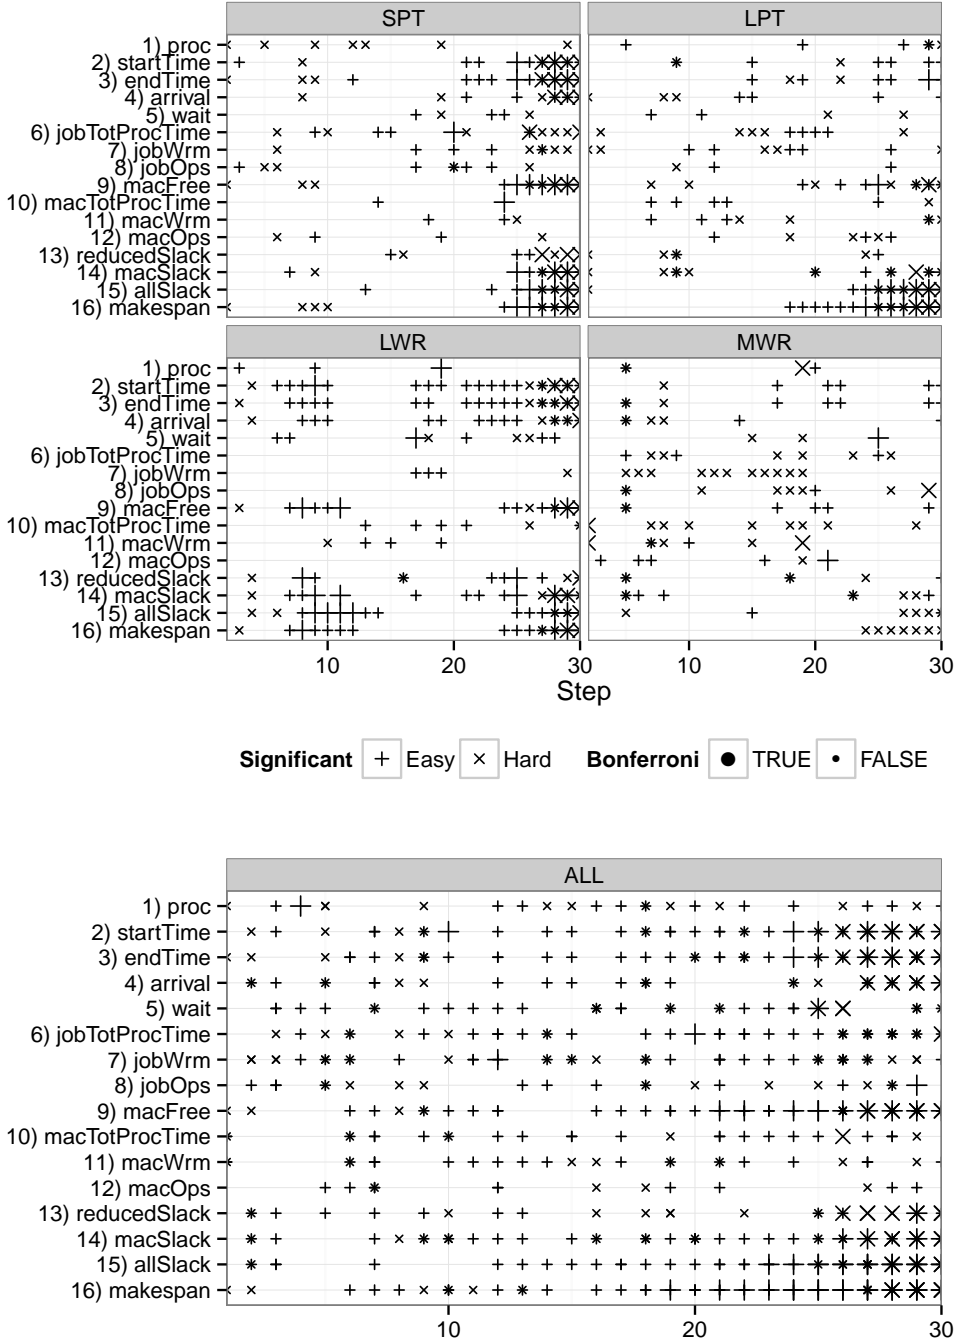 SPT LPT
1) proc
2) startTime
3) endTime
4) arrival
5) wait
6) jobTotProcTime
7) jobWrm
8) jobOps
9) macFree
10) macTotProcTime
11) macWrm
12) macOps
13) reducedSlack
14) macSlack
15) allSlack
16) makespan
LWR MWR
1) proc
2) startTime
3) endTime
4) arrival
5) wait
6) jobTotProcTime
7) jobWrm
8) jobOps
9) macFree
10) macTotProcTime
11) macWrm
12) macOps
13) reducedSlack
14) macSlack
15) allSlack
16) makespan
10 20 30 10 20 30
Step
Significant Easy Hard Bonferroni TRUE FALSE
ALL
1) proc
2) startTime
3) endTime
4) arrival
5) wait
6) jobTotProcTime
7) jobWrm
8) jobOps
9) macFree
10) macTotProcTime
11) macWrm
12) macOps
13) reducedSlack
14) macSlack
15) allSlack
16) makespan
10 20 30